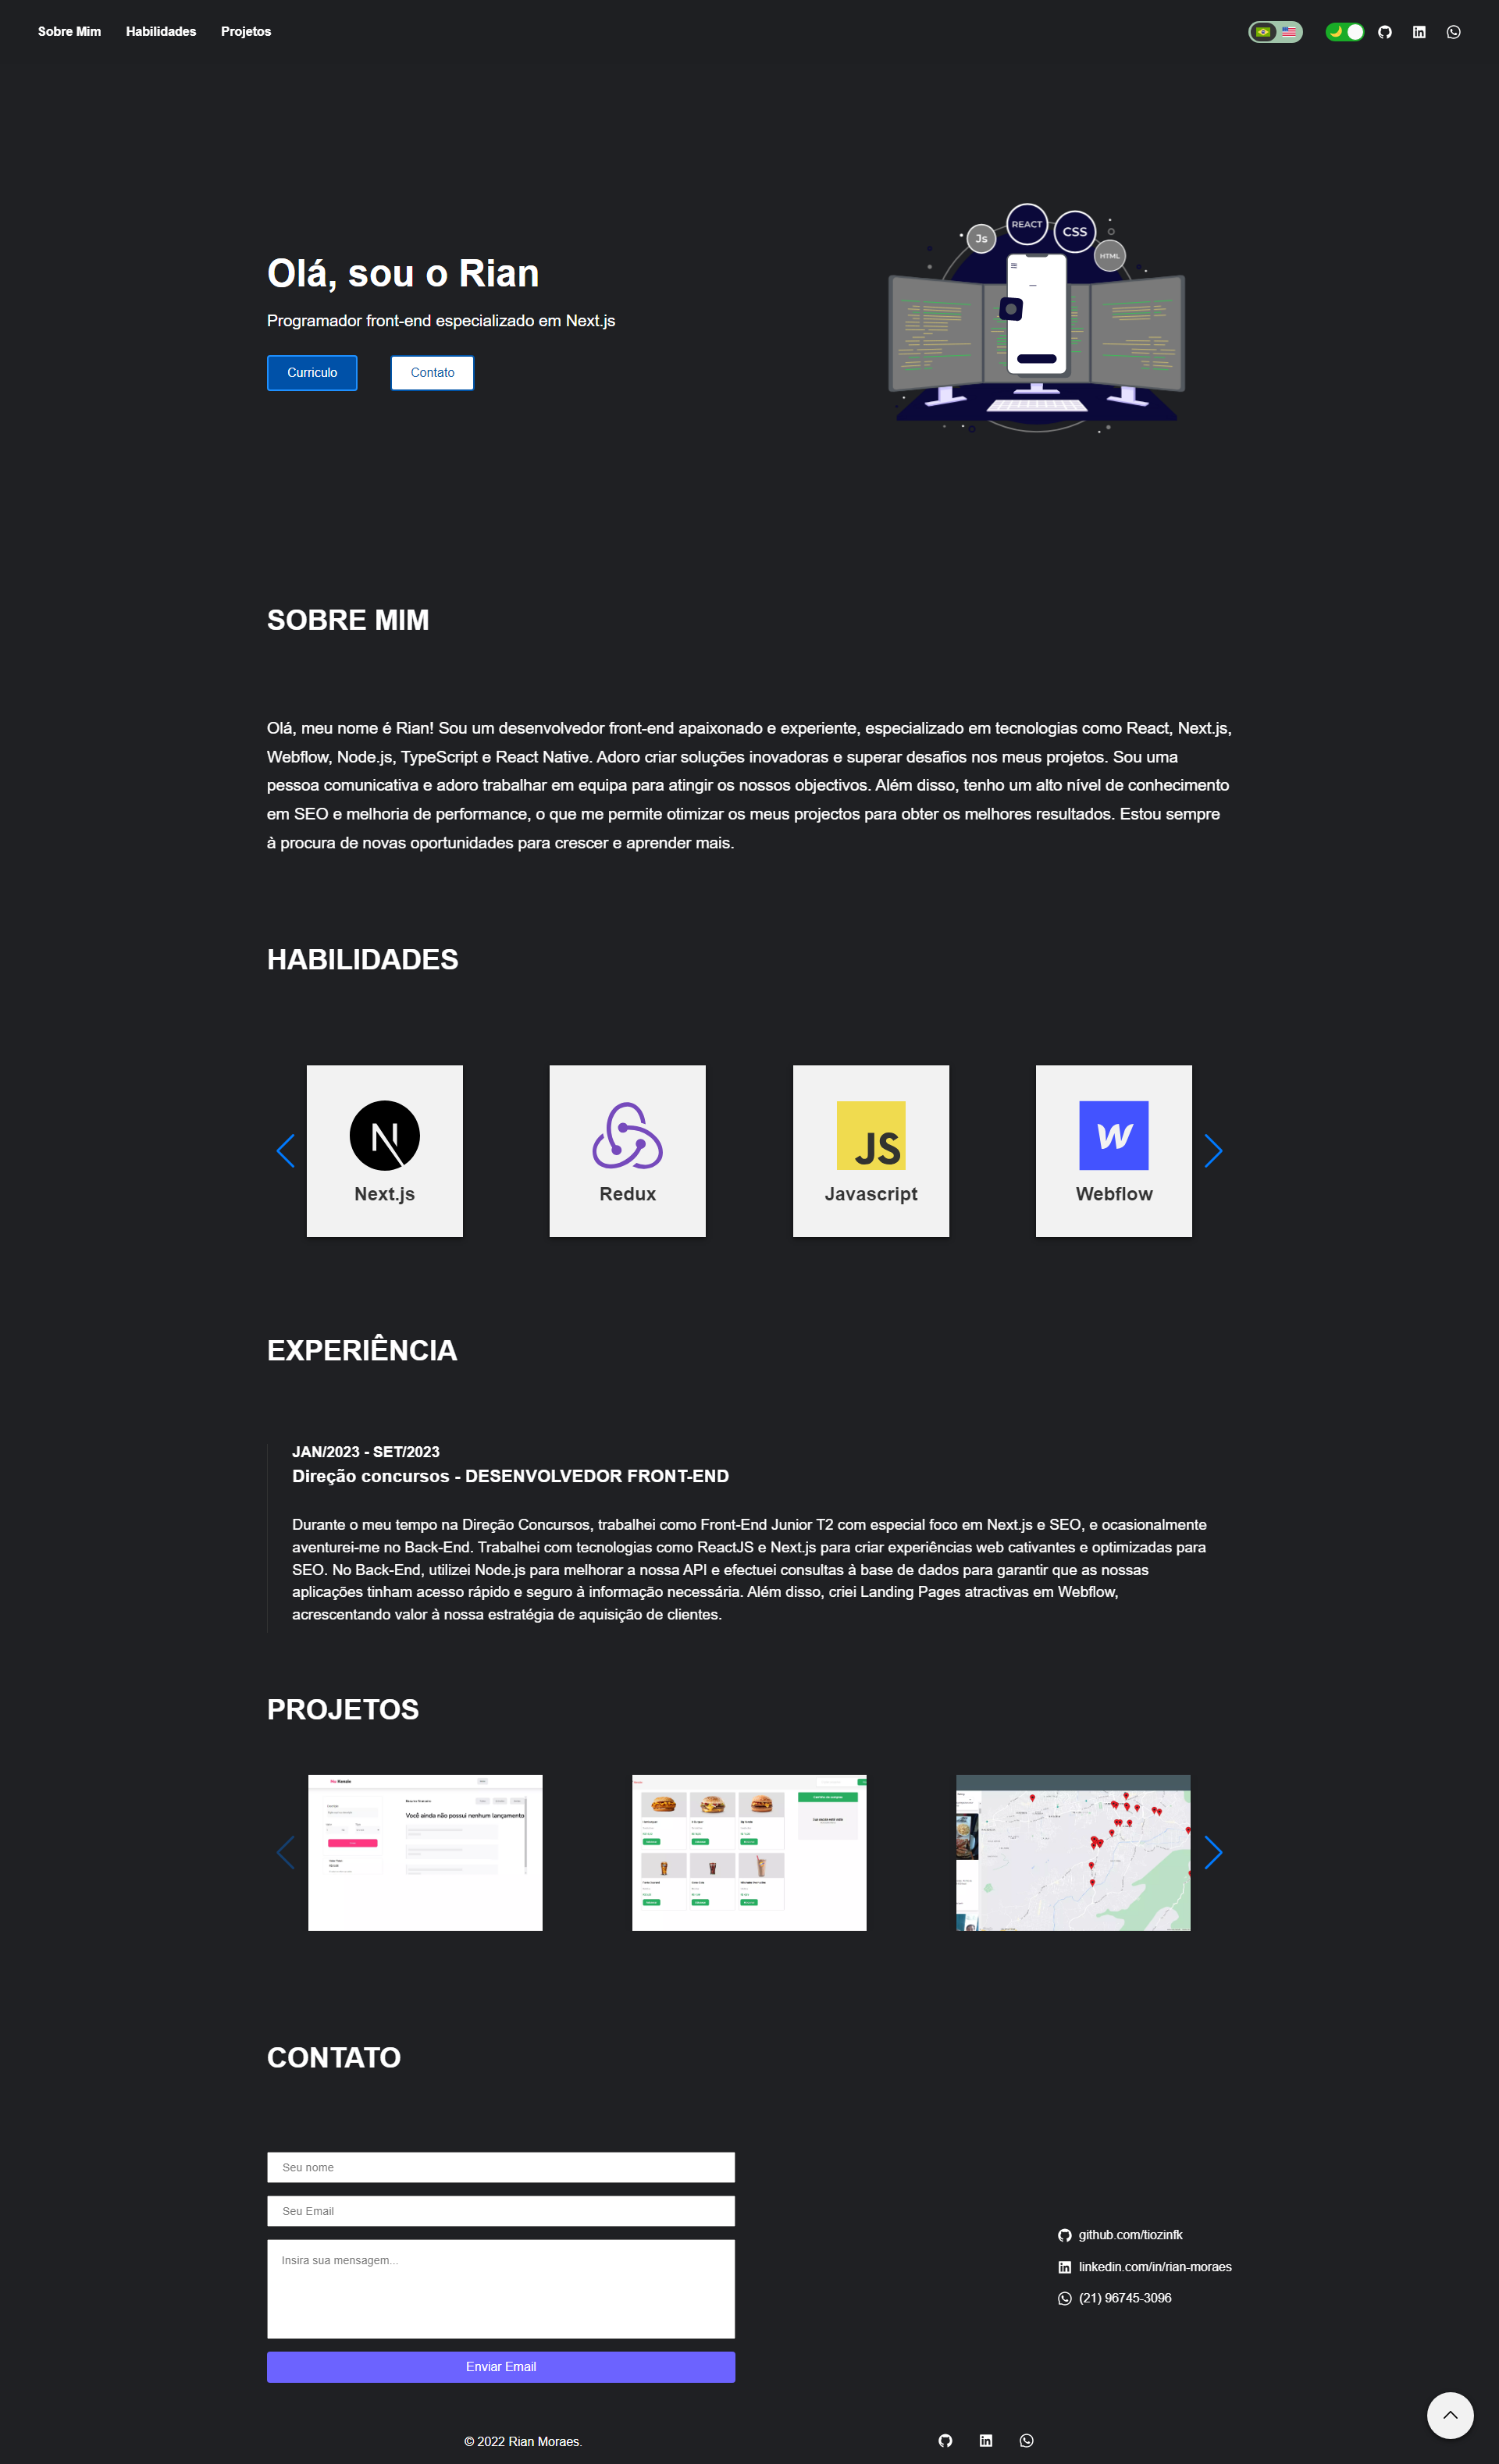 Sobre Mim Habilidades Projetos
Js
REACT
CSS
HTML
Olá, sou o Rian
Programador front-end especializado em Next.js
Curriculo Contato
SOBRE MIM
Olá, meu nome é Rian! Sou um desenvolvedor front-end apaixonado e experiente, especializado em tecnologias como React, Next.js,
Webflow, Node.js, TypeScript e React Native. Adoro criar soluções inovadoras e superar desafios nos meus projetos. Sou uma
pessoa comunicativa e adoro trabalhar em equipa para atingir os nossos objectivos. Além disso, tenho um alto nível de conhecimento
em SEO e melhoria de performance, o que me permite otimizar os meus projectos para obter os melhores resultados. Estou sempre
à procura de novas oportunidades para crescer e aprender mais.
HABILIDADES
N
Next.js
Redux
JS
Javascript
W
Webflow
EXPERIÊNCIA
JAN/2023 - SET/2023
Direção concursos - DESENVOLVEDOR FRONT-END
Durante o meu tempo na Direção Concursos, trabalhei como Front-End Junior T2 com especial foco em Next.js e SEO, e ocasionalmente
aventurei-me no Back-End. Trabalhei com tecnologias como ReactJS e Next.js para criar experiências web cativantes e optimizadas para
SEO. No Back-End, utilizei Node.js para melhorar a nossa API e efectuei consultas à base de dados para garantir que as nossas
aplicações tinham acesso rápido e seguro à informação necessária. Além disso, criei Landing Pages atractivas em Webflow,
acrescentando valor à nossa estratégia de aquisição de clientes.
PROJETOS
Nu Kenzie
Você ainda não possui nenhum lançamento
CONTATO
Seu nome
Seu Email
Insira sua mensagem...
Enviar Email
github.com/tiozinfk
linkedin.com/in/rian-moraes
(21) 96745-3096
© 2022 Rian Moraes.